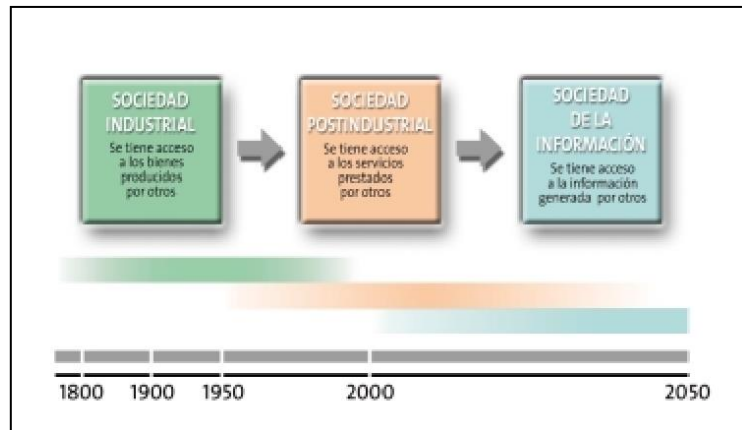 SOCIEDAD
INDUSTRIAL
Se tiene acceso
a los bienes
producidos
por otros
SOCIEDAD
POSTINDUSTRIAL
Se tiene acceso
a los servicios
prestados
por otros
SOCIEDAD
DE LA
INFORMACIÓN
Se tiene acceso
a la información
generada por otros
1800 1900 1950 2000 2050